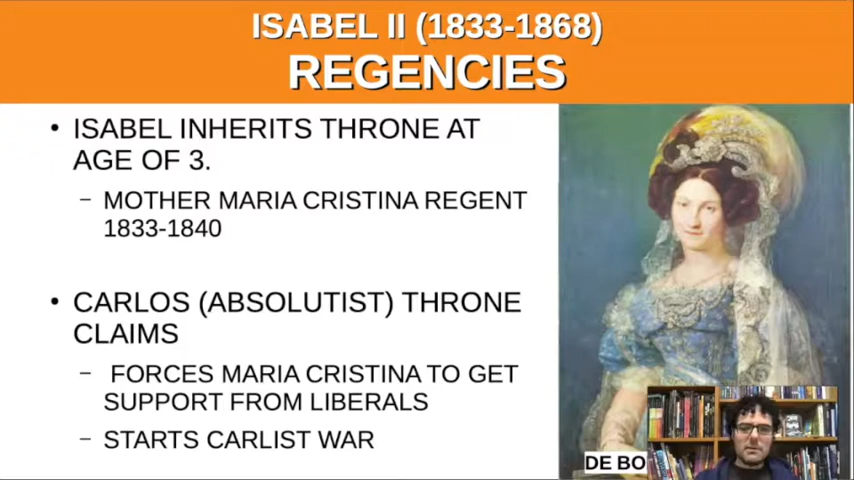 ISABEL II (1833-1868)
REGENCIES
• ISABEL INHERITS THRONE AT
AGE OF 3.
– MOTHER MARIA CRISTINA REGENT
1833-1840
• CARLOS (ABSOLUTIST) THRONE
CLAIMS
– FORCES MARIA CRISTINA TO GET
SUPPORT FROM LIBERALS
– STARTS CARLIST WAR
DE BO